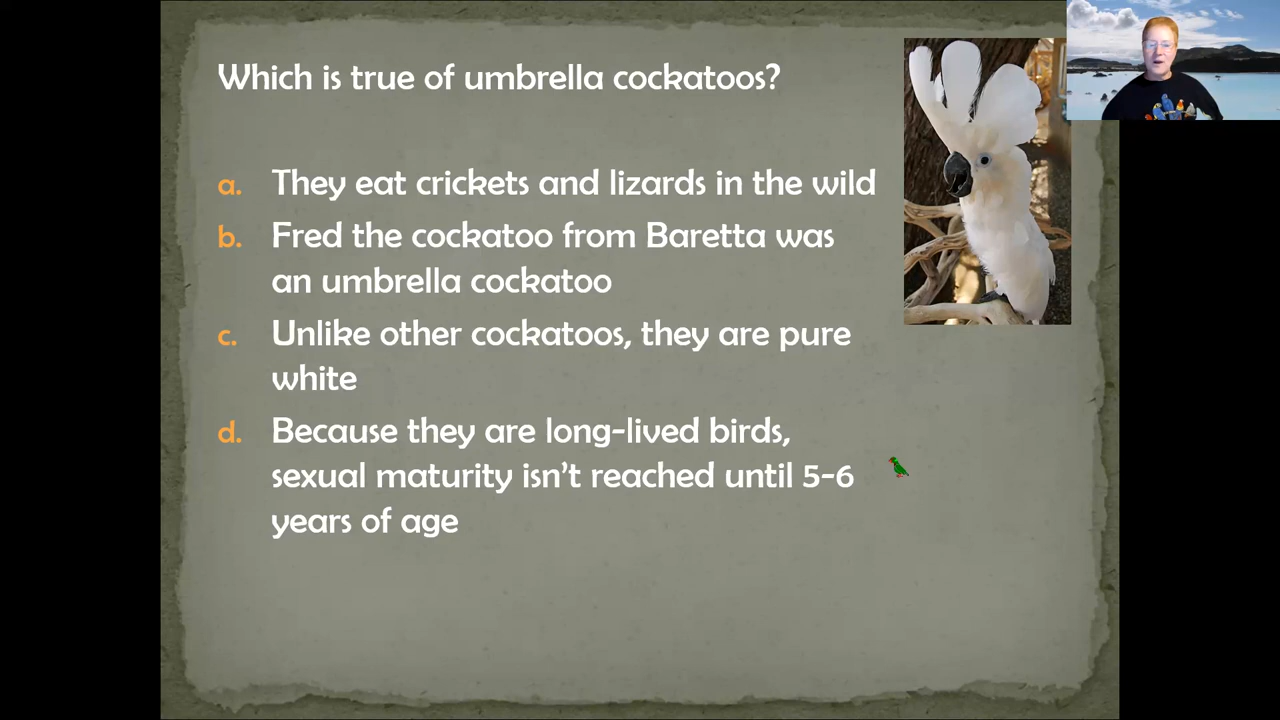 Which is true of umbrella cockatoos?
a. They eat crickets and lizards in the wild
b. Fred the cockatoo from Baretta was
an umbrella cockatoo
c. Unlike other cockatoos, they are pure
white
d. Because they are long-lived birds,
sexual maturity isn't reached until 5-6
years of age